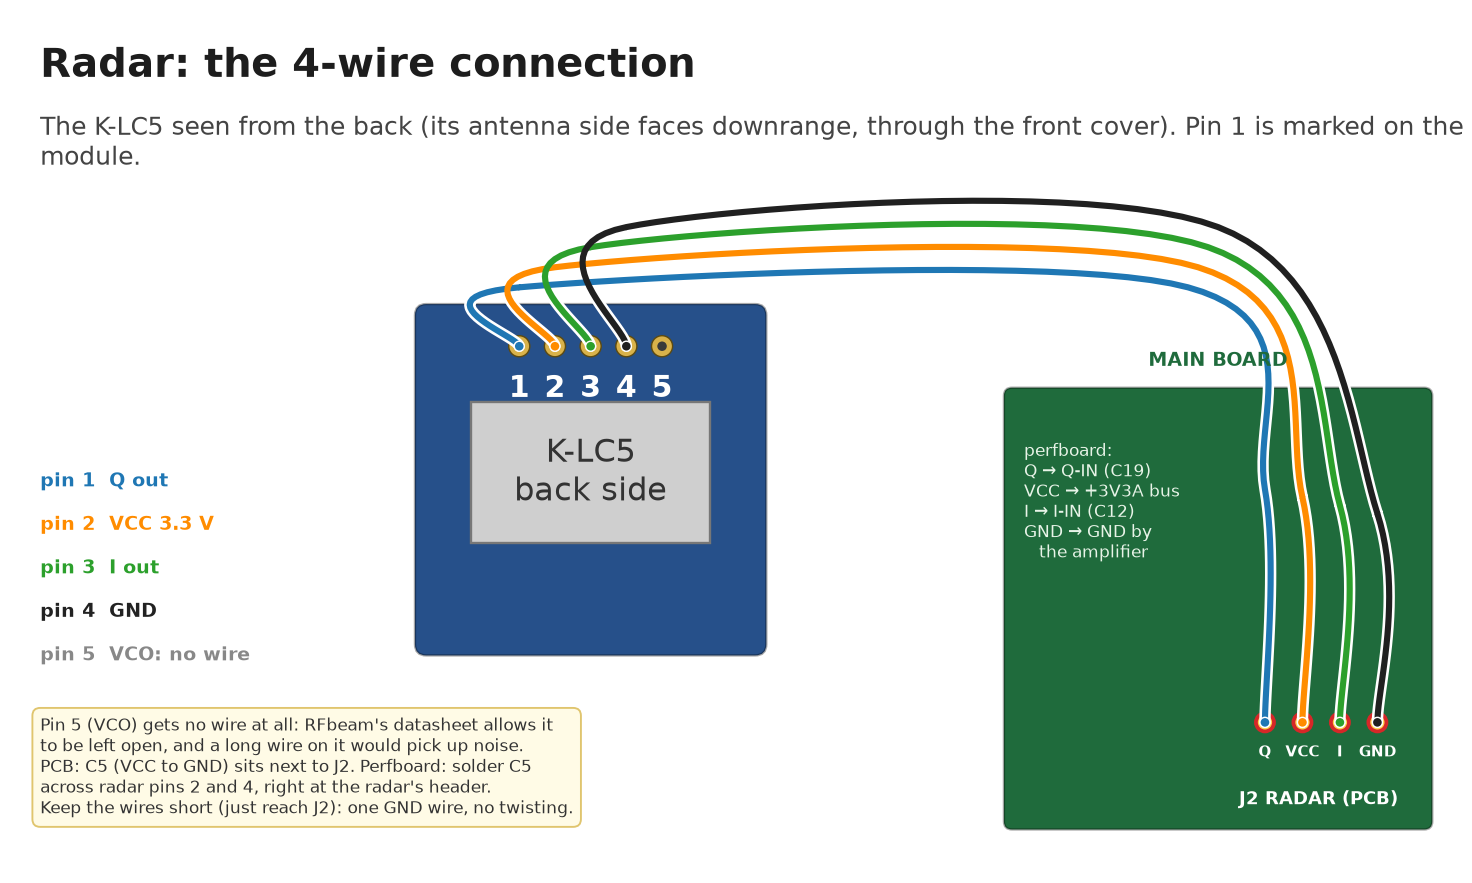 Radar: the 4-wire connection
The K-LC5 seen from the back (its antenna side faces downrange, through the front cover). Pin 1 is marked on the
module.
1 2 3 4 5
K-LC5
back side
pin 1 Q out
pin 2 VCC 3.3 V
pin 3 I out
pin 4 GND
pin 5 VCO: no wire
Pin 5 (VCO) gets no wire at all: RFbeam's datasheet allows it
to be left open, and a long wire on it would pick up noise.
PCB: C5 (VCC to GND) sits next to J2. Perfboard: solder C5
across radar pins 2 and 4, right at the radar's header.
Keep the wires short (just reach J2): one GND wire, no twisting.
MAIN BOARD
perfboard:
Q → Q-IN (C19)
VCC → +3V3A bus
I → I-IN (C12)
GND → GND by
the amplifier
Q VCC I GND
J2 RADAR (PCB)